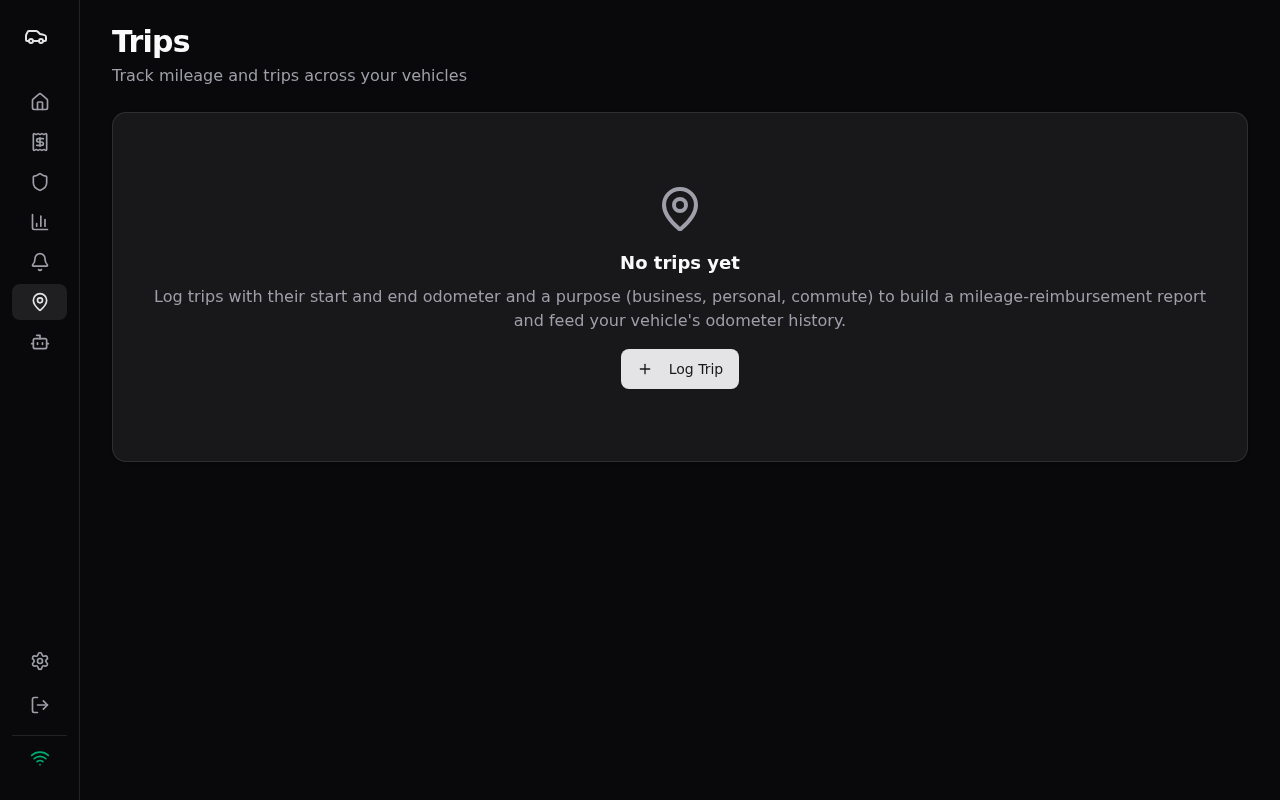 Trips
Track mileage and trips across your vehicles
No trips yet
Log trips with their start and end odometer and a purpose (business, personal, commute) to build a mileage-reimbursement report
and feed your vehicle's odometer history.
Log Trip